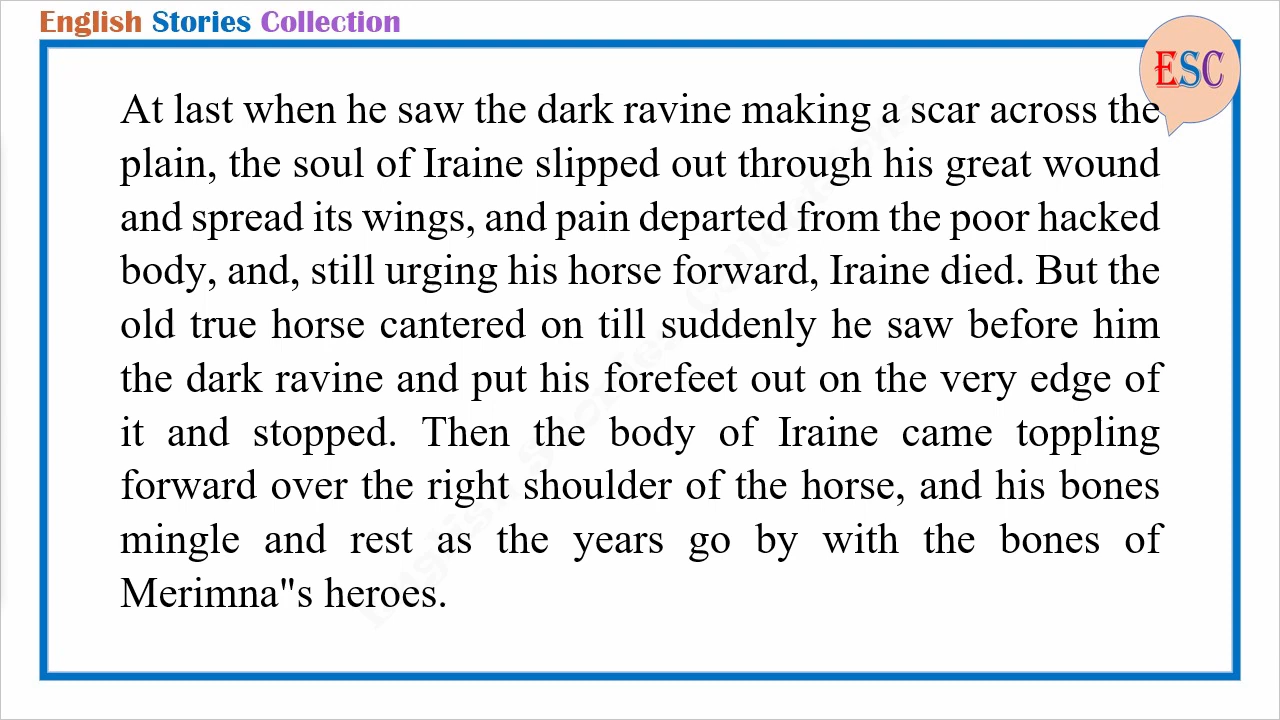 English Stories Collection
ESC
At last when he saw the dark ravine making a scar across the
plain, the soul of Iraine slipped out through his great wound
and spread its wings, and pain departed from the poor hacked
body, and, still urging his horse forward, Iraine died. But the
old true horse cantered on till suddenly he saw before him
the dark ravine and put his forefeet out on the very edge of
it and stopped. Then the body of Iraine came toppling
forward over the right shoulder of the horse, and his bones
mingle and rest as the years go by with the bones of
Merimna"s heroes.